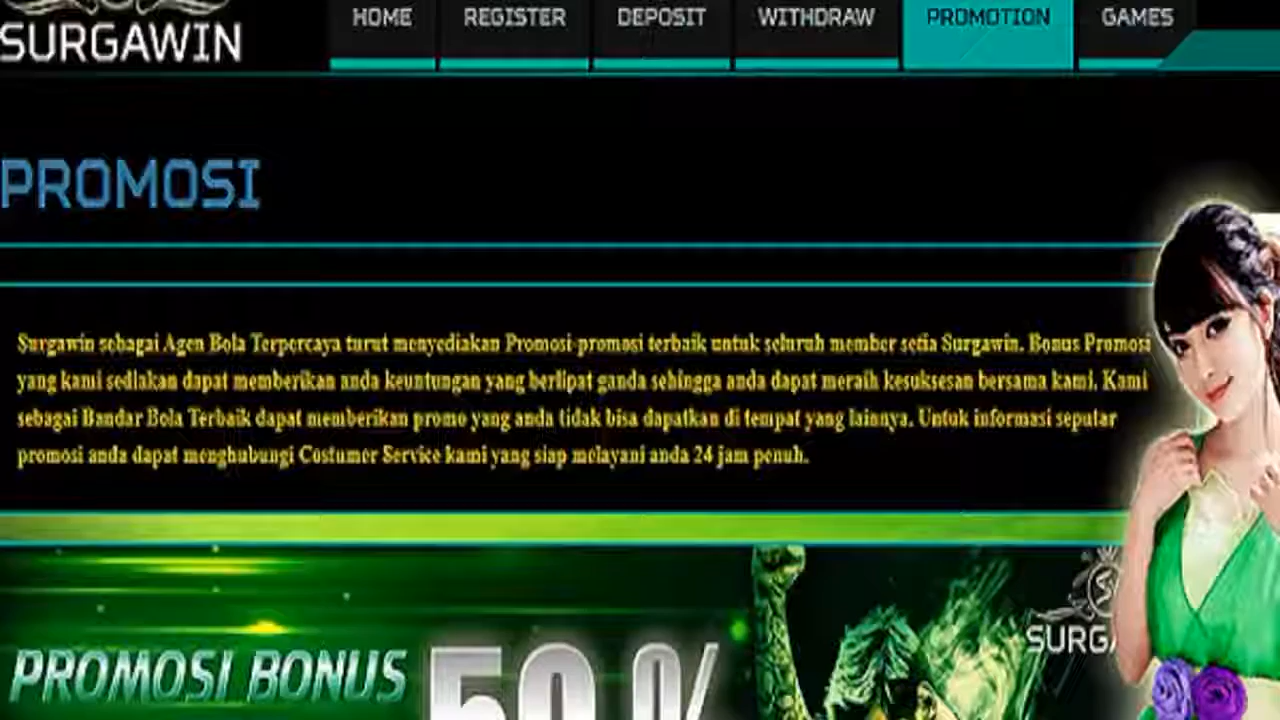 SURGAWIN
HOME REGISTER DEPOSIT WITHDRAW PROMOTION GAMES
PROMOSI
Surgawin sebagai Agen Bola Terpercaya turut menyediakan Promosi-promosi terbaik untuk seluruh member setia Surgawin. Bonus Promosi
yang kami sediakan dapat memberikan anda keuntungan yang berlipat ganda sehingga anda dapat meraih kesuksesan bersama kami. Kami
sebagai Bandar Bola Terbaik dapat memberikan promo yang anda tidak bisa dapatkan di tempat yang lainnya. Untuk informasi seputar
promosi anda dapat menghubungi Costumer Service kami yang siap melayani anda 24 jam penuh.
SURGA
PROMOSI BONUS 50%